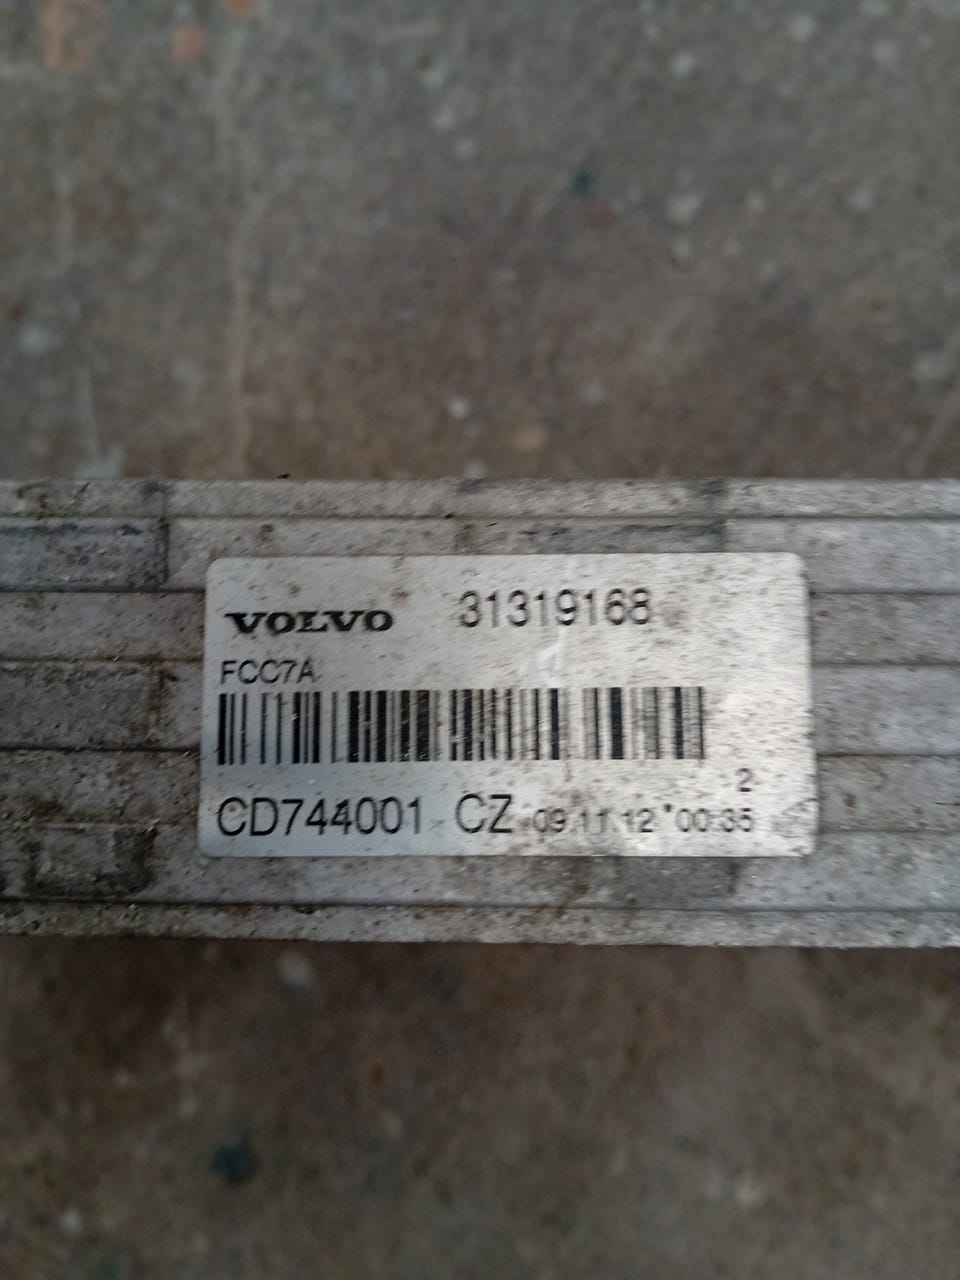 VOLVO 31319168
FCC7A
2
CD744001 CZ 09.11.12 00:35